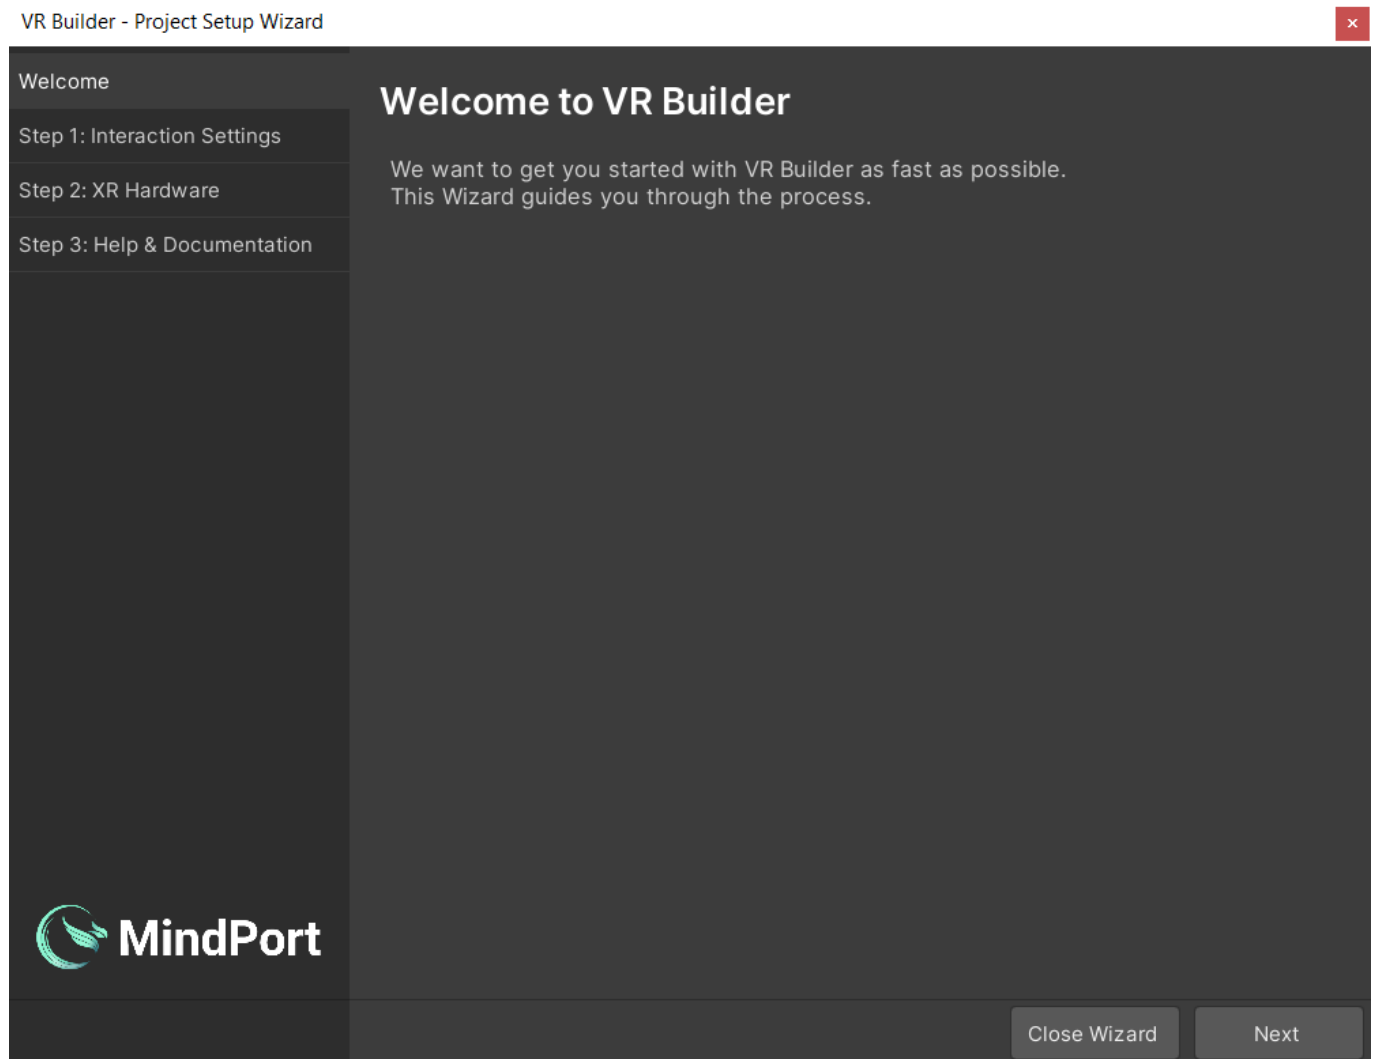 VR Builder - Project Setup Wizard
Welcome
Step 1: Interaction Settings
Step 2: XR Hardware
Step 3: Help & Documentation
Welcome to VR Builder
We want to get you started with VR Builder as fast as possible.
This Wizard guides you through the process.
MindPort
Close Wizard
Next